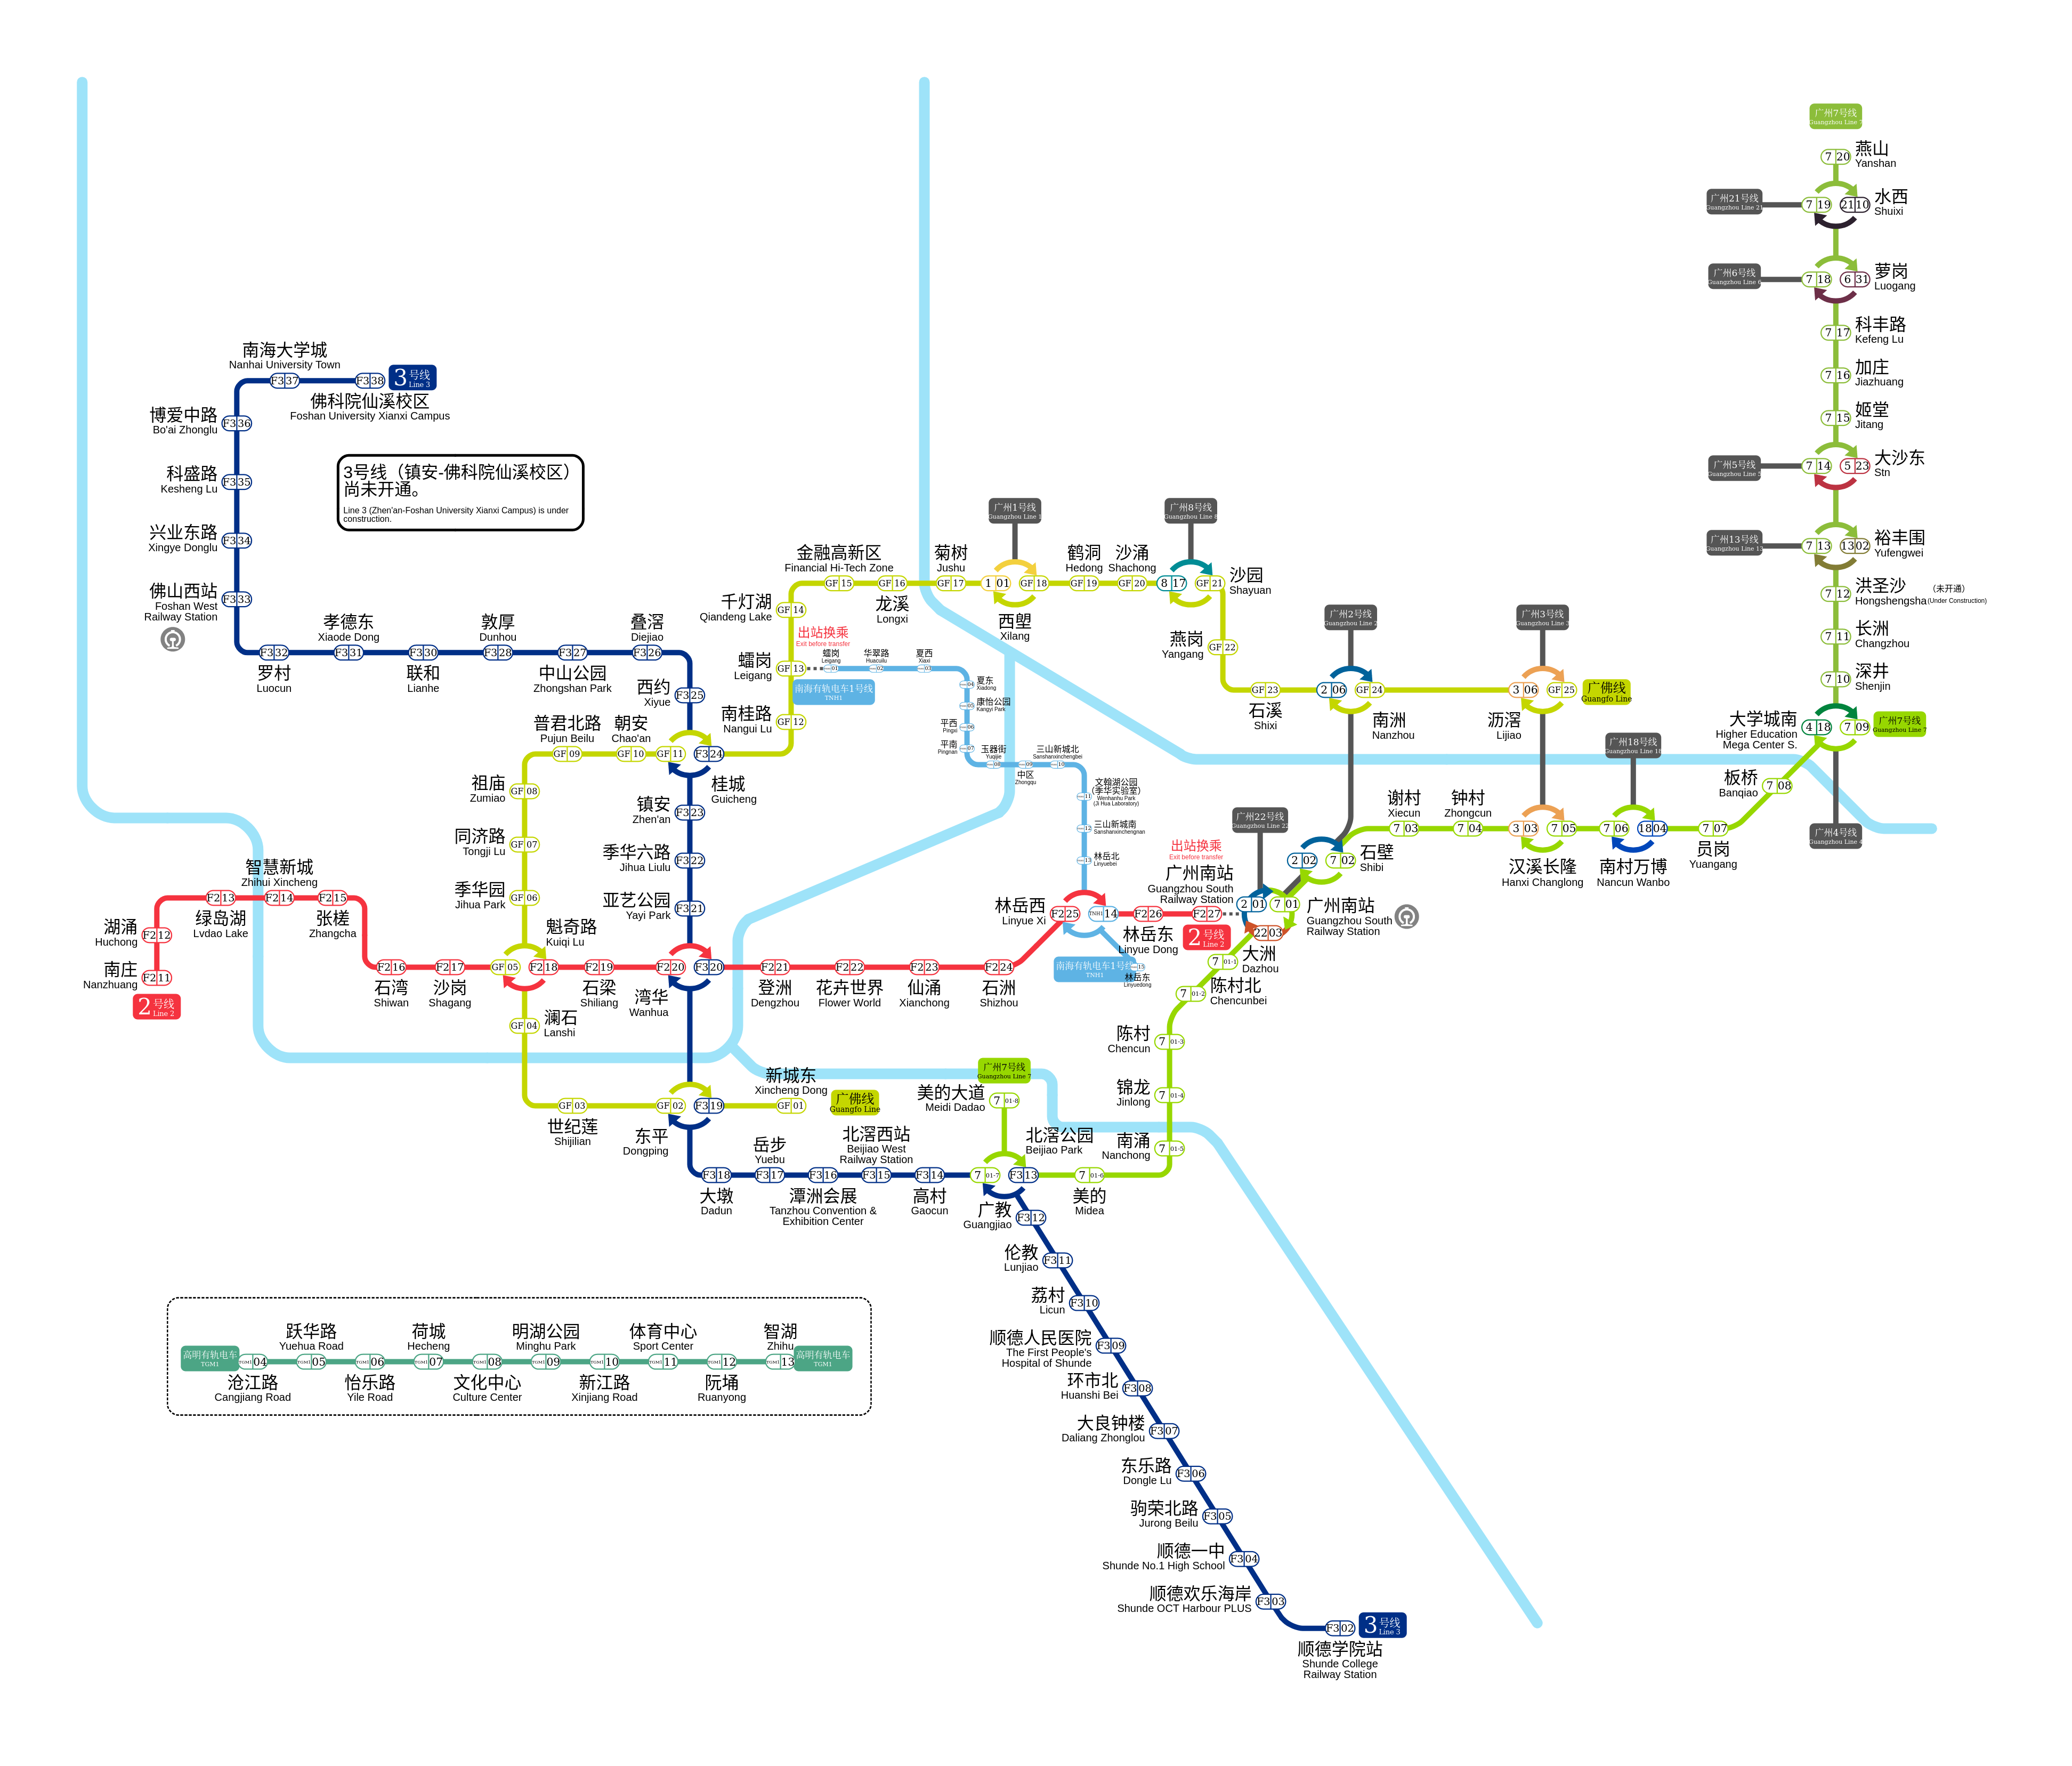 广州7号线
Guangzhou Line 7
7 20
燕山
Yanshan
广州21号线
Guangzhou Line 21
7 19
21 10
水西
Shuixi
广州6号线
Guangzhou Line 6
7 18
6 31
萝岗
Luogang
7 17
科丰路
Kefeng Lu
7 16
加庄
Jiazhuang
7 15
姬堂
Jitang
广州5号线
Guangzhou Line 5
7 14
5 23
大沙东
Stn
广州13号线
Guangzhou Line 13
7 13
13 02
裕丰围
Yufengwei
7 12
洪圣沙
Hongshengsha
（未开通）
(Under Construction)
7 11
长洲
Changzhou
7 10
深井
Shenjin
大学城南
Higher Education
Mega Center S.
4 18
7 09
广州7号线
Guangzhou Line 7
广州4号线
Guangzhou Line 4
板桥
Banqiao
7 08
7 07
员岗
Yuangang
广州18号线
Guangzhou Line 18
7 06
18 04
南村万博
Nancun Wanbo
3 03
7 05
汉溪长隆
Hanxi Changlong
钟村
Zhongcun
7 04
谢村
Xiecun
7 03
2 02
7 02
石壁
Shibi
广州22号线
Guangzhou Line 22
2 01
7 01
22 03
广州南站
Guangzhou South
Railway Station
7 01-1
大洲
Dazhou
7 01-2
陈村北
Chencunbei
陈村
Chencun
7 01-3
锦龙
Jinlong
7 01-4
南涌
Nanchong
7 01-5
7 01-6
美的
Midea
7 01-7
F3 13
北滘公园
Beijiao Park
美的大道
Meidi Dadao
7 01-8
广州7号线
Guangzhou Line 7
南海大学城
Nanhai University Town
F3 37
F3 38
3 号线
Line 3
佛科院仙溪校区
Foshan University Xianxi Campus
博爱中路
Bo'ai Zhonglu
F3 36
科盛路
Kesheng Lu
F3 35
兴业东路
Xingye Donglu
F3 34
佛山西站
Foshan West
Railway Station
F3 33
3号线（镇安-佛科院仙溪校区）
尚未开通。
Line 3 (Zhen'an-Foshan University Xianxi Campus) is under
construction.
F3 32
罗村
Luocun
孝德东
Xiaode Dong
F3 31
F3 30
联和
Lianhe
敦厚
Dunhou
F3 28
F3 27
中山公园
Zhongshan Park
叠滘
Diejiao
F3 26
西约
Xiyue
F3 25
GF 11
F3 24
桂城
Guicheng
镇安
Zhen'an
F3 23
季华六路
Jihua Liulu
F3 22
亚艺公园
Yayi Park
F3 21
F2 20
F3 20
湾华
Wanhua
GF 02
F3 19
东平
Dongping
F3 18
大墩
Dadun
岳步
Yuebu
F3 17
F3 16
潭洲会展
Tanzhou Convention &
Exhibition Center
北滘西站
Beijiao West
Railway Station
F3 15
F3 14
高村
Gaocun
广教
Guangjiao
F3 12
伦教
Lunjiao
F3 11
荔村
Licun
F3 10
顺德人民医院
The First People's
Hospital of Shunde
F3 09
环市北
Huanshi Bei
F3 08
大良钟楼
Daliang Zhonglou
F3 07
东乐路
Dongle Lu
F3 06
驹荣北路
Jurong Beilu
F3 05
顺德一中
Shunde No.1 High School
F3 04
顺德欢乐海岸
Shunde OCT Harbour PLUS
F3 03
F3 02
3 号线
Line 3
顺德学院站
Shunde College
Railway Station
新城东
Xincheng Dong
GF 01
广佛线
Guangfo Line
GF 03
世纪莲
Shijilian
GF 04
澜石
Lanshi
GF 05
F2 18
魁奇路
Kuiqi Lu
季华园
Jihua Park
GF 06
同济路
Tongji Lu
GF 07
祖庙
Zumiao
GF 08
普君北路
Pujun Beilu
GF 09
朝安
Chao'an
GF 10
南桂路
Nangui Lu
GF 12
𧒽岗
Leigang
GF 13
千灯湖
Qiandeng Lake
GF 14
金融高新区
Financial Hi-Tech Zone
GF 15
GF 16
龙溪
Longxi
菊树
Jushu
GF 17
广州1号线
Guangzhou Line 1
1 01
GF 18
西塱
Xilang
鹤洞
Hedong
GF 19
沙涌
Shachong
GF 20
广州8号线
Guangzhou Line 8
8 17
GF 21
沙园
Shayuan
燕岗
Yangang
GF 22
GF 23
石溪
Shixi
广州2号线
Guangzhou Line 2
2 06
GF 24
南洲
Nanzhou
广州3号线
Guangzhou Line 3
3 06
GF 25
沥滘
Lijiao
广佛线
Guangfo Line
出站换乘
Exit before transfer
𧒽岗
Leigang
01
华翠路
Huacuilu
02
夏西
Xiaxi
03
南海有轨电车1号线
TNH1
04
夏东
Xiadong
05
康怡公园
Kangyi Park
平西
Pingxi
06
平南
Pingnan
07
玉器街
Yuqijie
08
09
中区
Zhongqu
三山新城北
Sanshanxinchengbei
10
11
文翰湖公园
（季华实验室）
Wenhanhu Park
(Ji Hua Laboratory)
12
三山新城南
Sanshanxinchengnan
13
林岳北
Linyuebei
林岳西
Linyue Xi
F2 25
TNH1 14
15
林岳东
Linyuedong
南海有轨电车1号线
TNH1
F2 26
林岳东
Linyue Dong
出站换乘
Exit before transfer
广州南站
Guangzhou South
Railway Station
F2 27
2 号线
Line 2
南庄
Nanzhuang
F2 11
2 号线
Line 2
湖涌
Huchong
F2 12
F2 13
绿岛湖
Lvdao Lake
智慧新城
Zhihui Xincheng
F2 14
F2 15
张槎
Zhangcha
F2 16
石湾
Shiwan
F2 17
沙岗
Shagang
F2 19
石梁
Shiliang
F2 21
登洲
Dengzhou
F2 22
花卉世界
Flower World
F2 23
仙涌
Xianchong
F2 24
石洲
Shizhou
高明有轨电车
TGM1
TGM1 04
沧江路
Cangjiang Road
跃华路
Yuehua Road
TGM1 05
TGM1 06
怡乐路
Yile Road
荷城
Hecheng
TGM1 07
TGM1 08
文化中心
Culture Center
明湖公园
Minghu Park
TGM1 09
TGM1 10
新江路
Xinjiang Road
体育中心
Sport Center
TGM1 11
TGM1 12
阮埇
Ruanyong
智湖
Zhihu
TGM1 13
高明有轨电车
TGM1